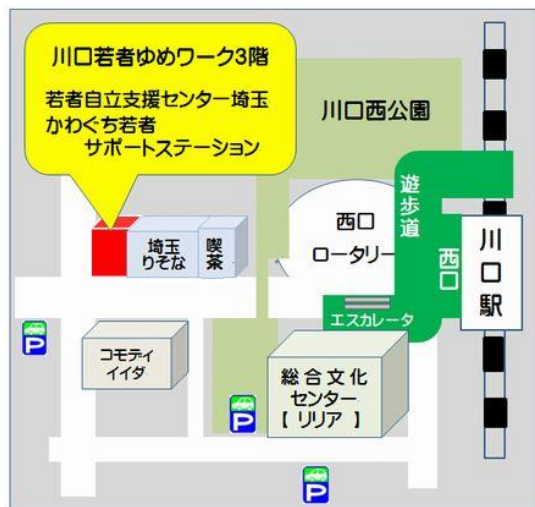 川口若者ゆめワーク3階
若者自立支援センター埼玉
かわぐち若者
サポートステーション
川口西公園
遊歩道
西口
ロータリー
西口
川口駅
埼玉
りそな
喫茶
エスカレータ
コモディ
イイダ
総合文化
センター
【リリア】
P
P
P